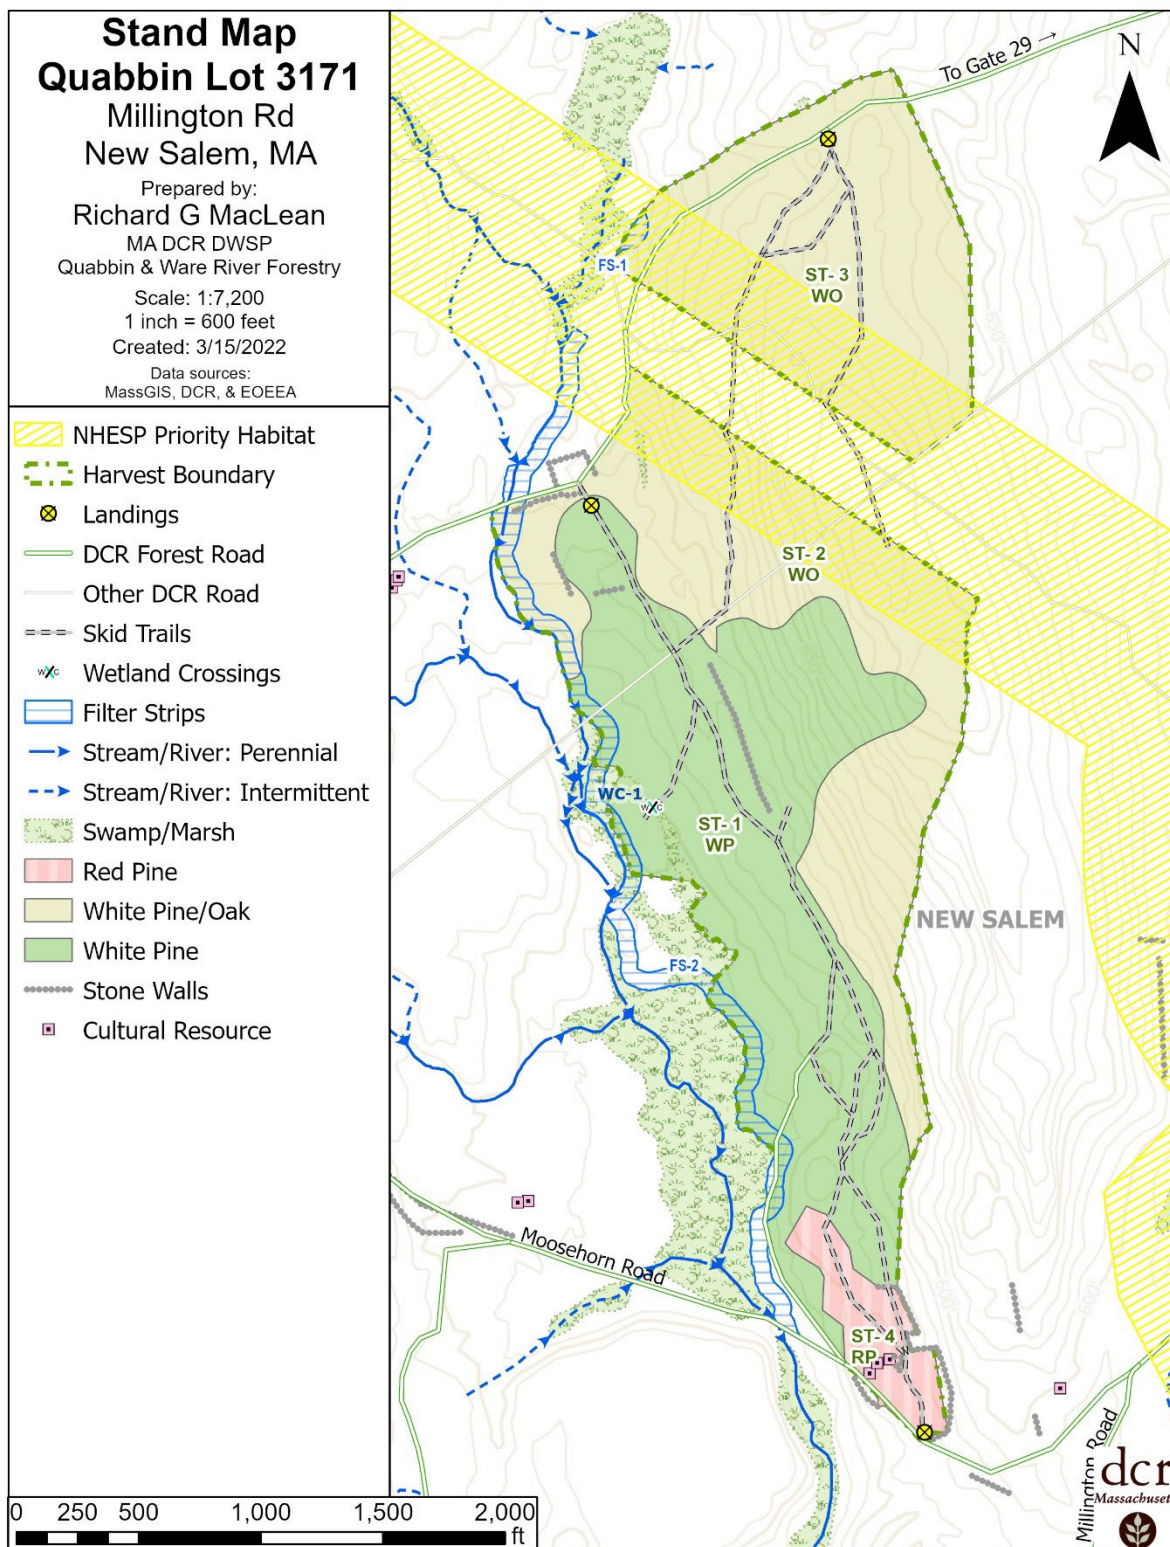 Stand Map
Quabbin Lot 3171
Millington Rd
New Salem, MA
Prepared by:
Richard G MacLean
MA DCR DWSP
Quabbin & Ware River Forestry
Scale: 1:7,200
1 inch = 600 feet
Created: 3/15/2022
Data sources:
MassGIS, DCR, & EOEEA
NHESP Priority Habitat
Harvest Boundary
Landings
DCR Forest Road
Other DCR Road
Skid Trails
W C Wetland Crossings
Filter Strips
Stream/River: Perennial
Stream/River: Intermittent
Swamp/Marsh
Red Pine
White Pine/Oak
White Pine
Stone Walls
Cultural Resource
0 250 500 1,000 1,500 2,000
ft
To Gate 29 →
N
FS-1
ST- 3
WO
ST- 2
WO
WC-1
W C
ST- 1
WP
NEW SALEM
FS-2
Moosehorn Road
600
600
ST- 4
RP
Millington Road
dcr
Massachuset